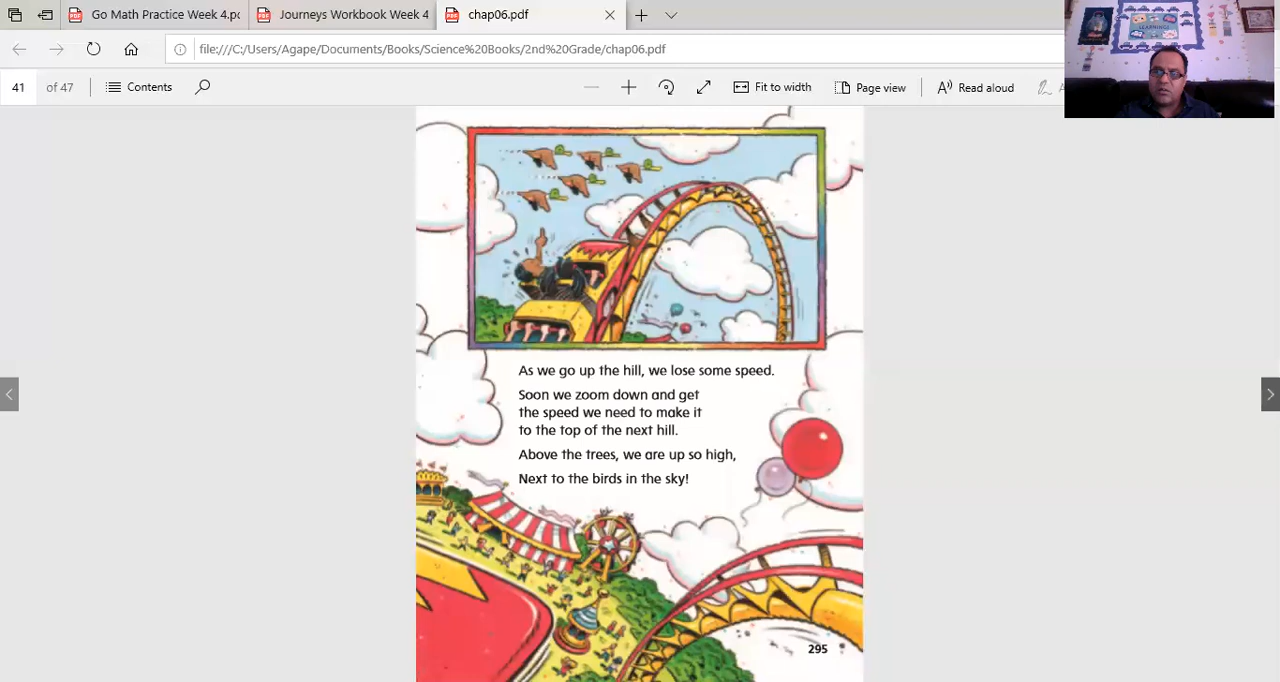 Go Math Practice Week 4.pc
Journeys Workbook Week 4
chap06.pdf
file:///C:/Users/Agape/Documents/Books/Science%20Books/2nd%20Grade/chap06.pdf
41 of 47
Contents
Fit to width
Page view
Read aloud
As we go up the hill, we lose some speed.
Soon we zoom down and get
the speed we need to make it
to the top of the next hill.
Above the trees, we are up so high,
Next to the birds in the sky!
295